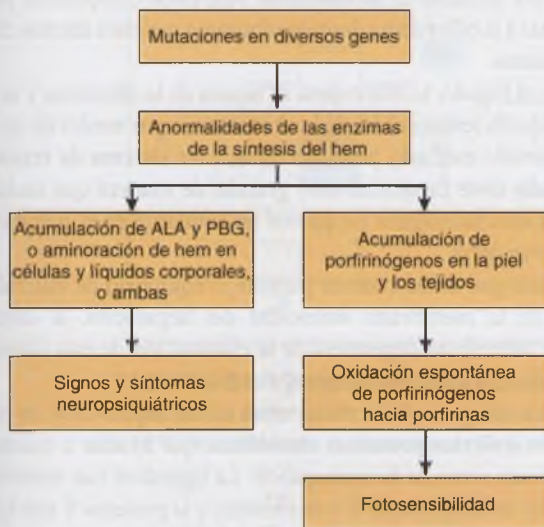 Mutaciones en diversos genes
Anormalidades de las enzimas
de la síntesis del hem
Acumulación de ALA y PBG,
o aminoración de hem en
células y líquidos corporales,
o ambas
Acumulación de
porfirinógenos en la piel
y los tejidos
Signos y síntomas
neuropsiquiátricos
Oxidación espontánea
de porfirinógenos
hacia porfirinas
Fotosensibilidad